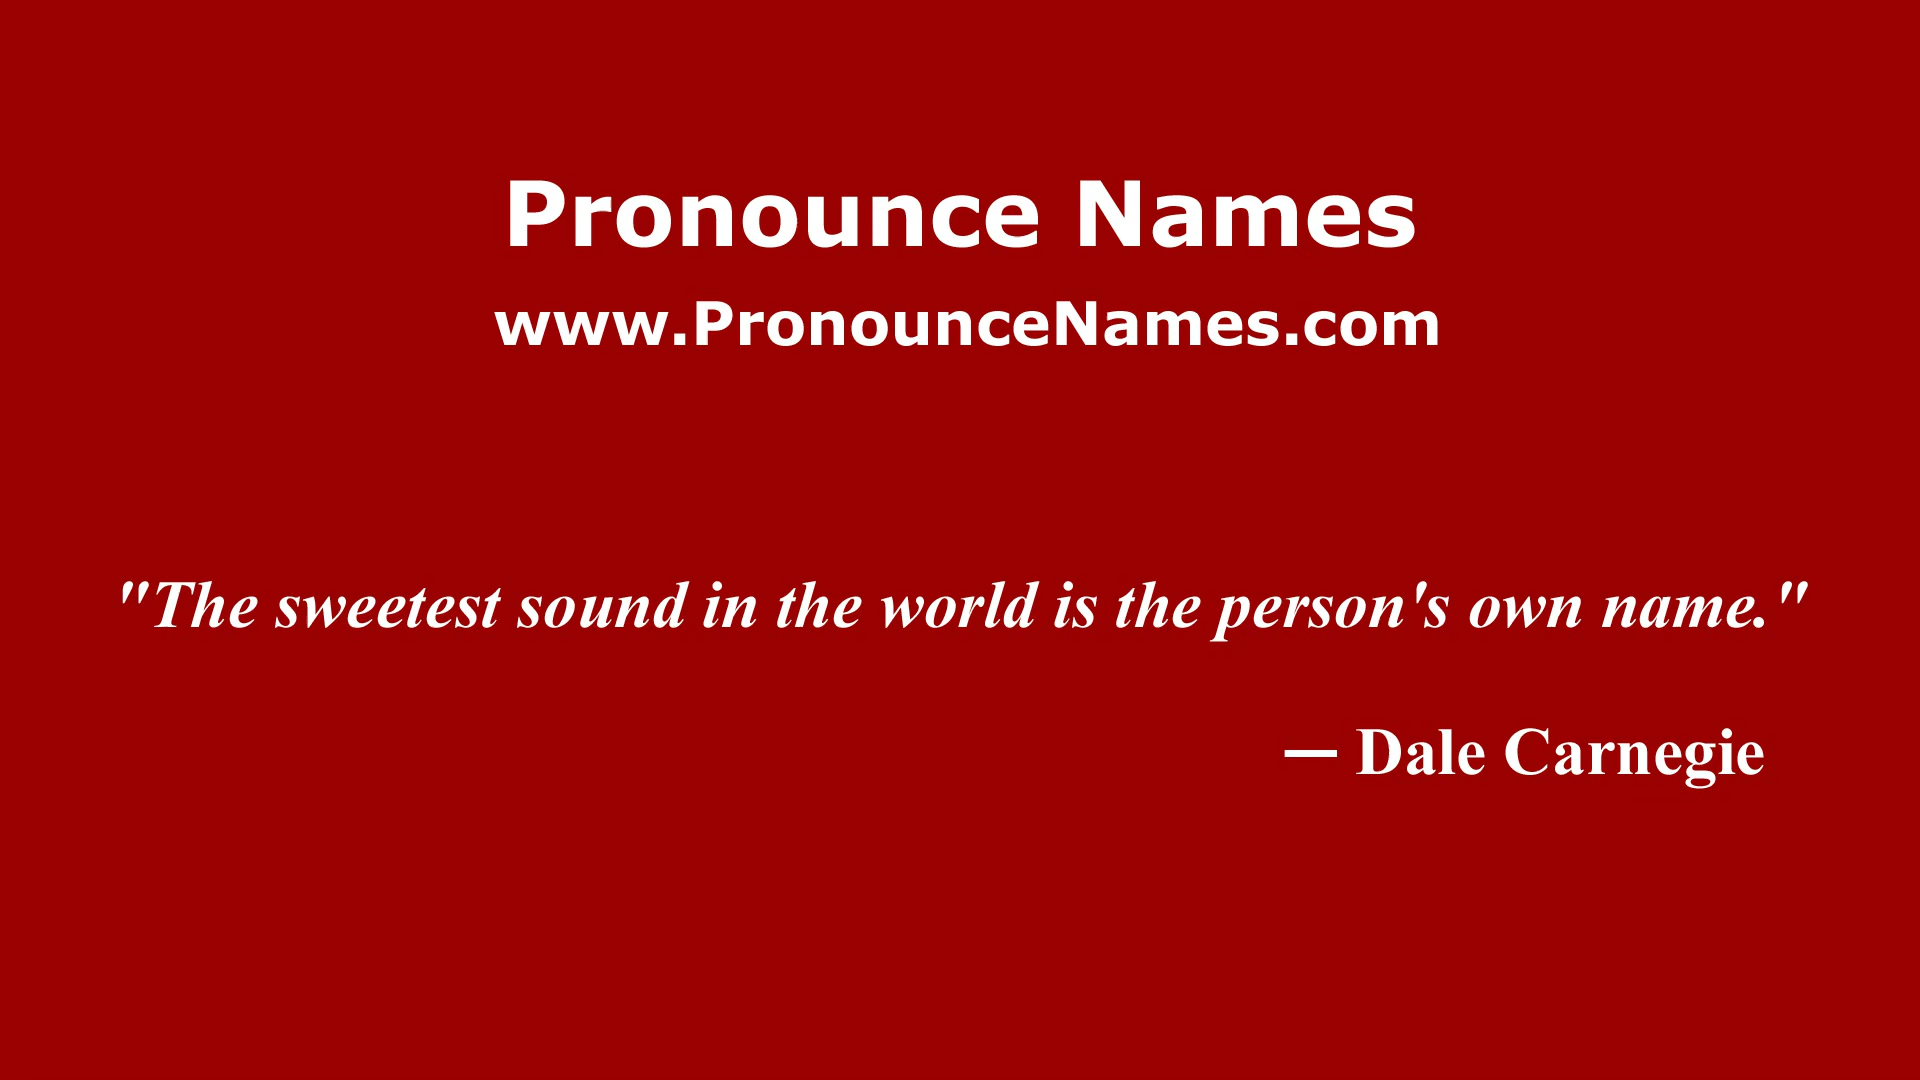 Pronounce Names
www.PronounceNames.com
"The sweetest sound in the world is the person's own name."
— Dale Carnegie